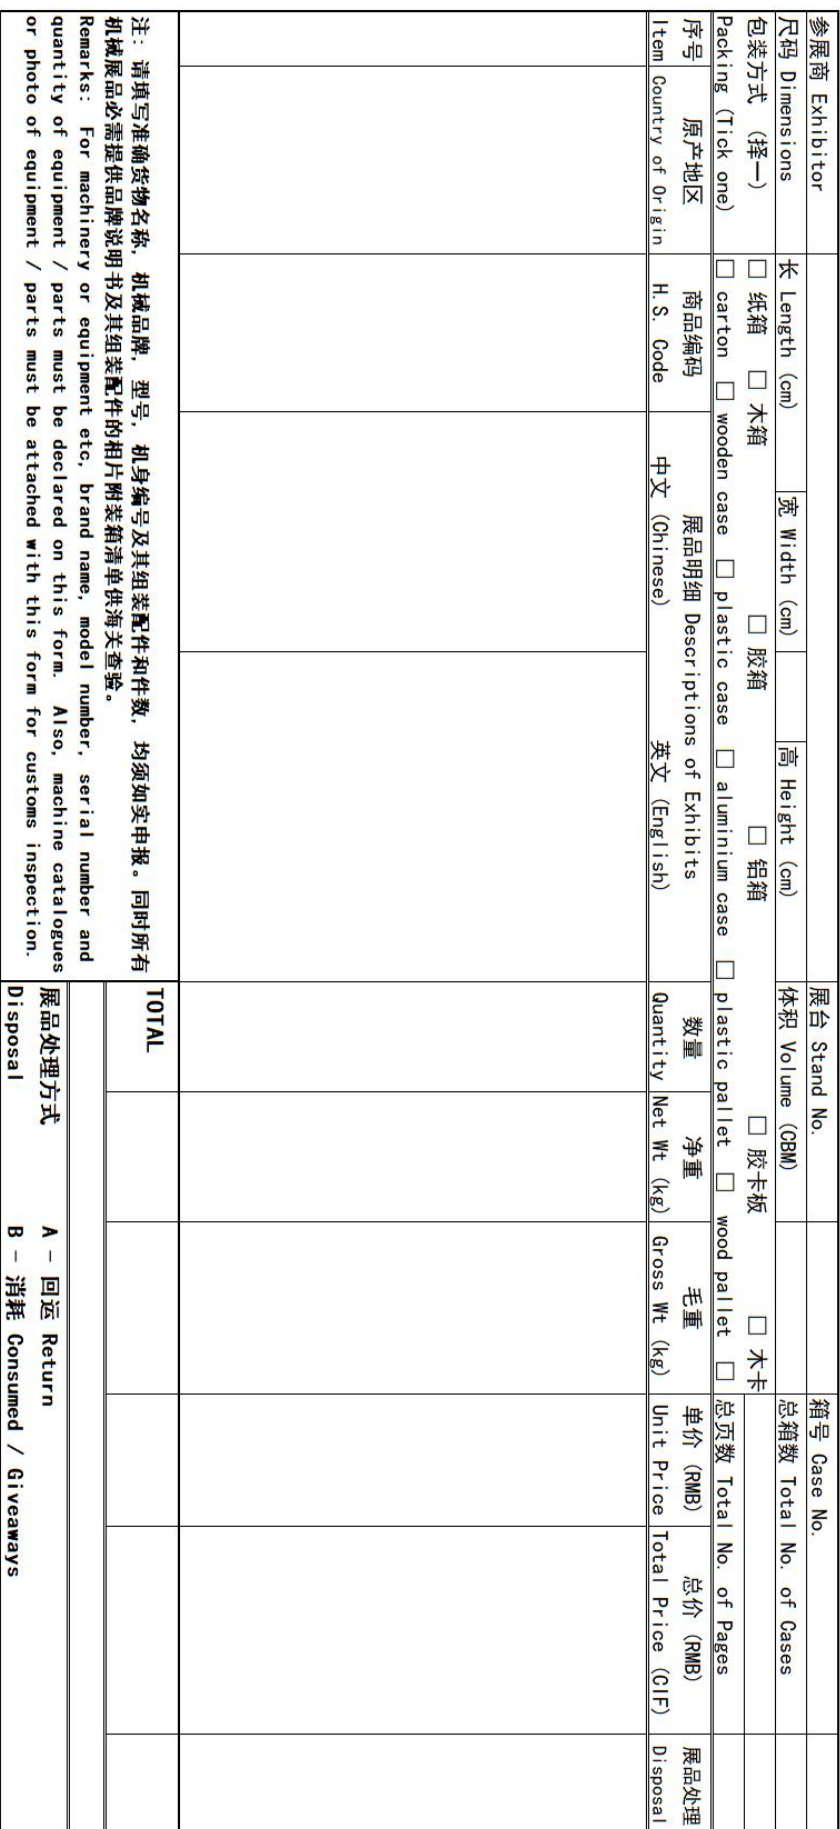 参展商 Exhibitor 展台 Stand No. 箱号 Case No.
尺码 Dimensions 长 Length (cm) 宽 Width (cm) 高 Height (cm) 体积 Volume (CBM) 总箱数 Total No. of Cases
包装方式 (择一) □ 纸箱 □ 木箱 □ 胶箱 □ 铝箱 □ 胶卡板 □ 木卡
Packing (Tick one) □ carton □ wooden case □ plastic case □ aluminium case □ plastic pallet □ wood pallet □ 总页数 Total No. of Pages
序号 原产地区 商品编码 展品明细 Descriptions of Exhibits 数量 净重 毛重 单价 (RMB) 总价 (RMB) 展品处理
Item Country of Origin H.S. Code 中文 (Chinese) 英文 (English) Quantity Net Wt (kg) Gross Wt (kg) Unit Price Total Price (CIF) Disposal
TOTAL
注: 请填写准确货物名称, 机械品牌, 型号, 机身编号及其组装配件和件数, 均须如实申报。同时所有
机械展品必需提供品牌说明书及其组装配件的相片附装箱清单供海关查验。
Remarks: For machinery or equipment etc, brand name, model number, serial number and
quantity of equipment / parts must be declared on this form. Also, machine catalogues
or photo of equipment / parts must be attached with this form for customs inspection.
展品处理方式 A - 回运 Return
Disposal B - 消耗 Consumed / Giveaways